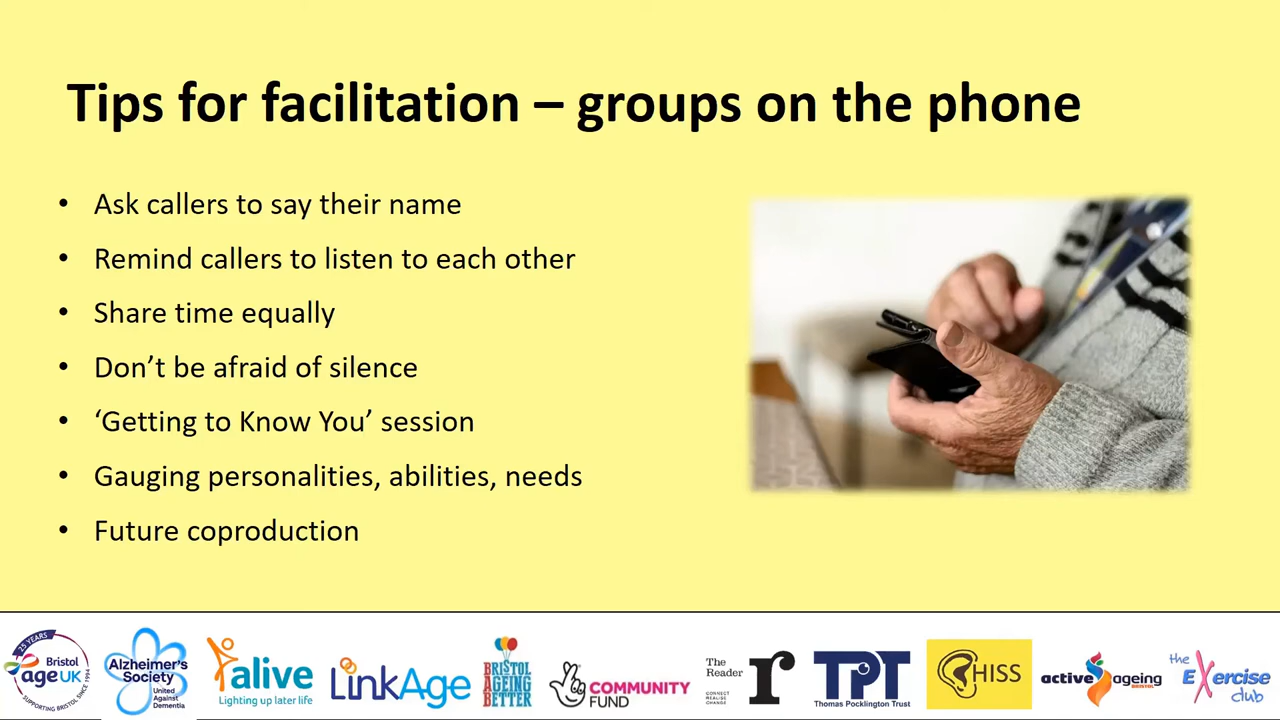 Tips for facilitation – groups on the phone
• Ask callers to say their name
• Remind callers to listen to each other
• Share time equally
• Don’t be afraid of silence
• ‘Getting to Know You’ session
• Gauging personalities, abilities, needs
• Future coproduction
25 YEARS
Bristol
age UK
SUPPORTING BRISTOL SINCE 1994
Alzheimer’s
Society
United
Against
Dementia
alive
Lighting up later life
LinkAge
BRISTOL
AGEING
BETTER
COMMUNITY
FUND
The
Reader
CONNECT
REALISE
CHANGE
r
TPT
Thomas Pocklington Trust
HISS
active ageing
BRISTOL
the
Exercise
club